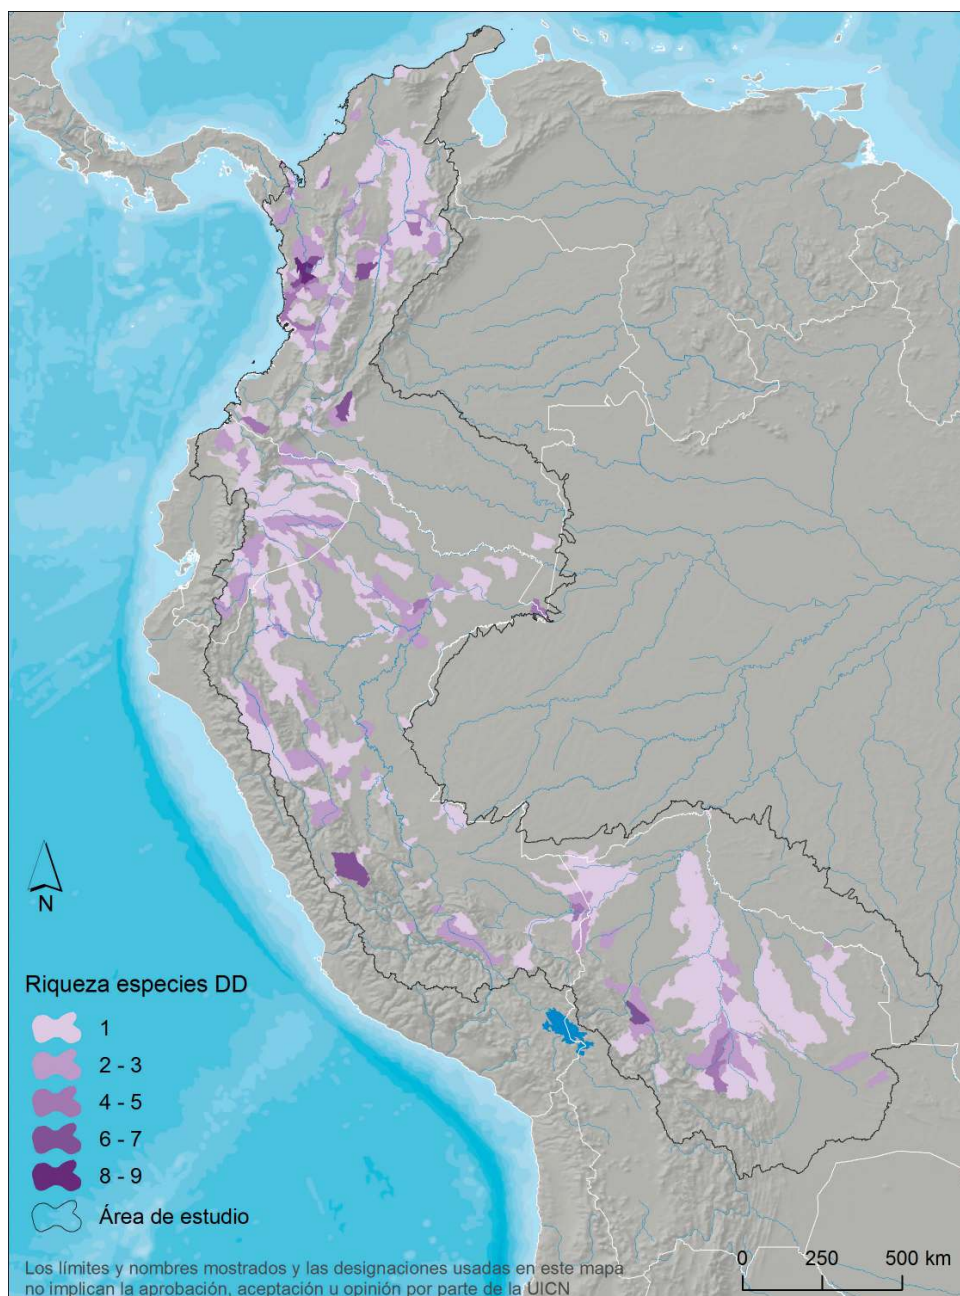 N
Riqueza especies DD
1
2 - 3
4 - 5
6 - 7
8 - 9
Área de estudio
Los límites y nombres mostrados y las designaciones usadas en este mapa
no implican la aprobación, aceptación u opinión por parte de la UICN
0 250 500 km